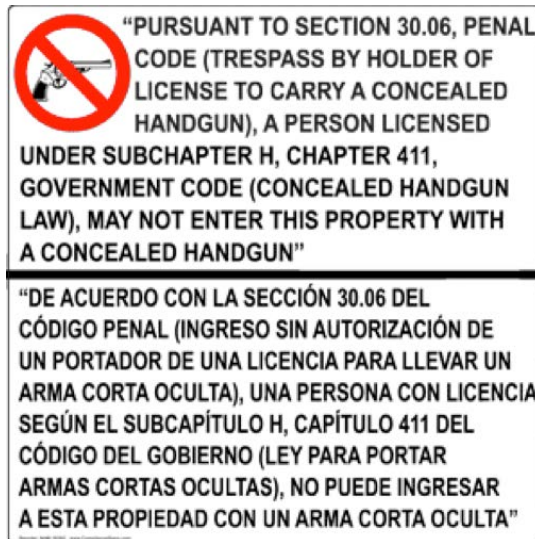 “PURSUANT TO SECTION 30.06, PENAL
CODE (TRESPASS BY HOLDER OF
LICENSE TO CARRY A CONCEALED
HANDGUN), A PERSON LICENSED
UNDER SUBCHAPTER H, CHAPTER 411,
GOVERNMENT CODE (CONCEALED HANDGUN
LAW), MAY NOT ENTER THIS PROPERTY WITH
A CONCEALED HANDGUN”
“DE ACUERDO CON LA SECCIÓN 30.06 DEL
CÓDIGO PENAL (INGRESO SIN AUTORIZACIÓN DE
UN PORTADOR DE UNA LICENCIA PARA LLEVAR UN
ARMA CORTA OCULTA), UNA PERSONA CON LICENCIA
SEGÚN EL SUBCAPÍTULO H, CAPÍTULO 411 DEL
CÓDIGO DEL GOBIERNO (LEY PARA PORTAR
ARMAS CORTAS OCULTAS), NO PUEDE INGRESAR
A ESTA PROPIEDAD CON UN ARMA CORTA OCULTA”